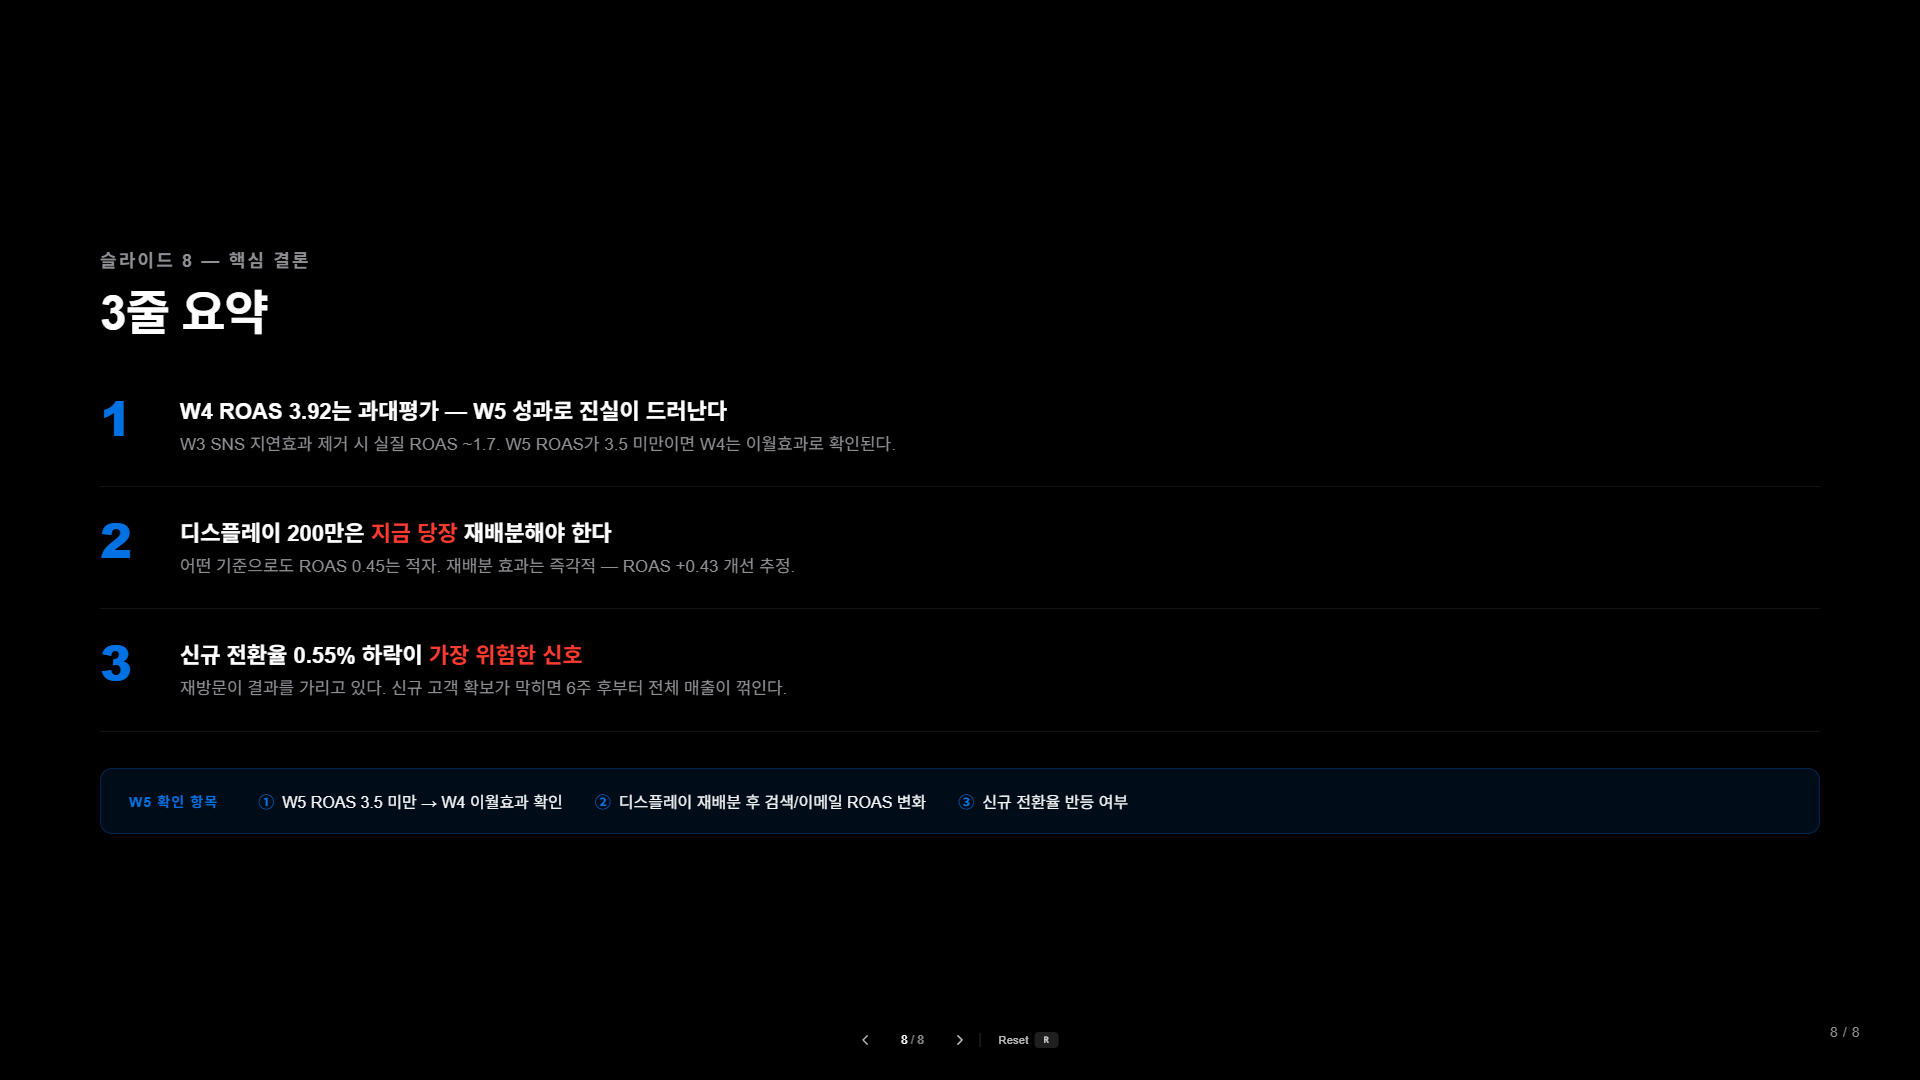 슬라이드 8 — 핵심 결론
3줄 요약
1
W4 ROAS 3.92는 과대평가 — W5 성과로 진실이 드러난다
W3 SNS 지연효과 제거 시 실질 ROAS ~1.7. W5 ROAS가 3.5 미만이면 W4는 이월효과로 확인된다.
2
디스플레이 200만은 지금 당장 재배분해야 한다
어떤 기준으로도 ROAS 0.45는 적자. 재배분 효과는 즉각적 — ROAS +0.43 개선 추정.
3
신규 전환율 0.55% 하락이 가장 위험한 신호
재방문이 결과를 가리고 있다. 신규 고객 확보가 막히면 6주 후부터 전체 매출이 꺾인다.
W5 확인 항목 ① W5 ROAS 3.5 미만 → W4 이월효과 확인 ② 디스플레이 재배분 후 검색/이메일 ROAS 변화 ③ 신규 전환율 반등 여부
8 / 8 Reset R
8 / 8